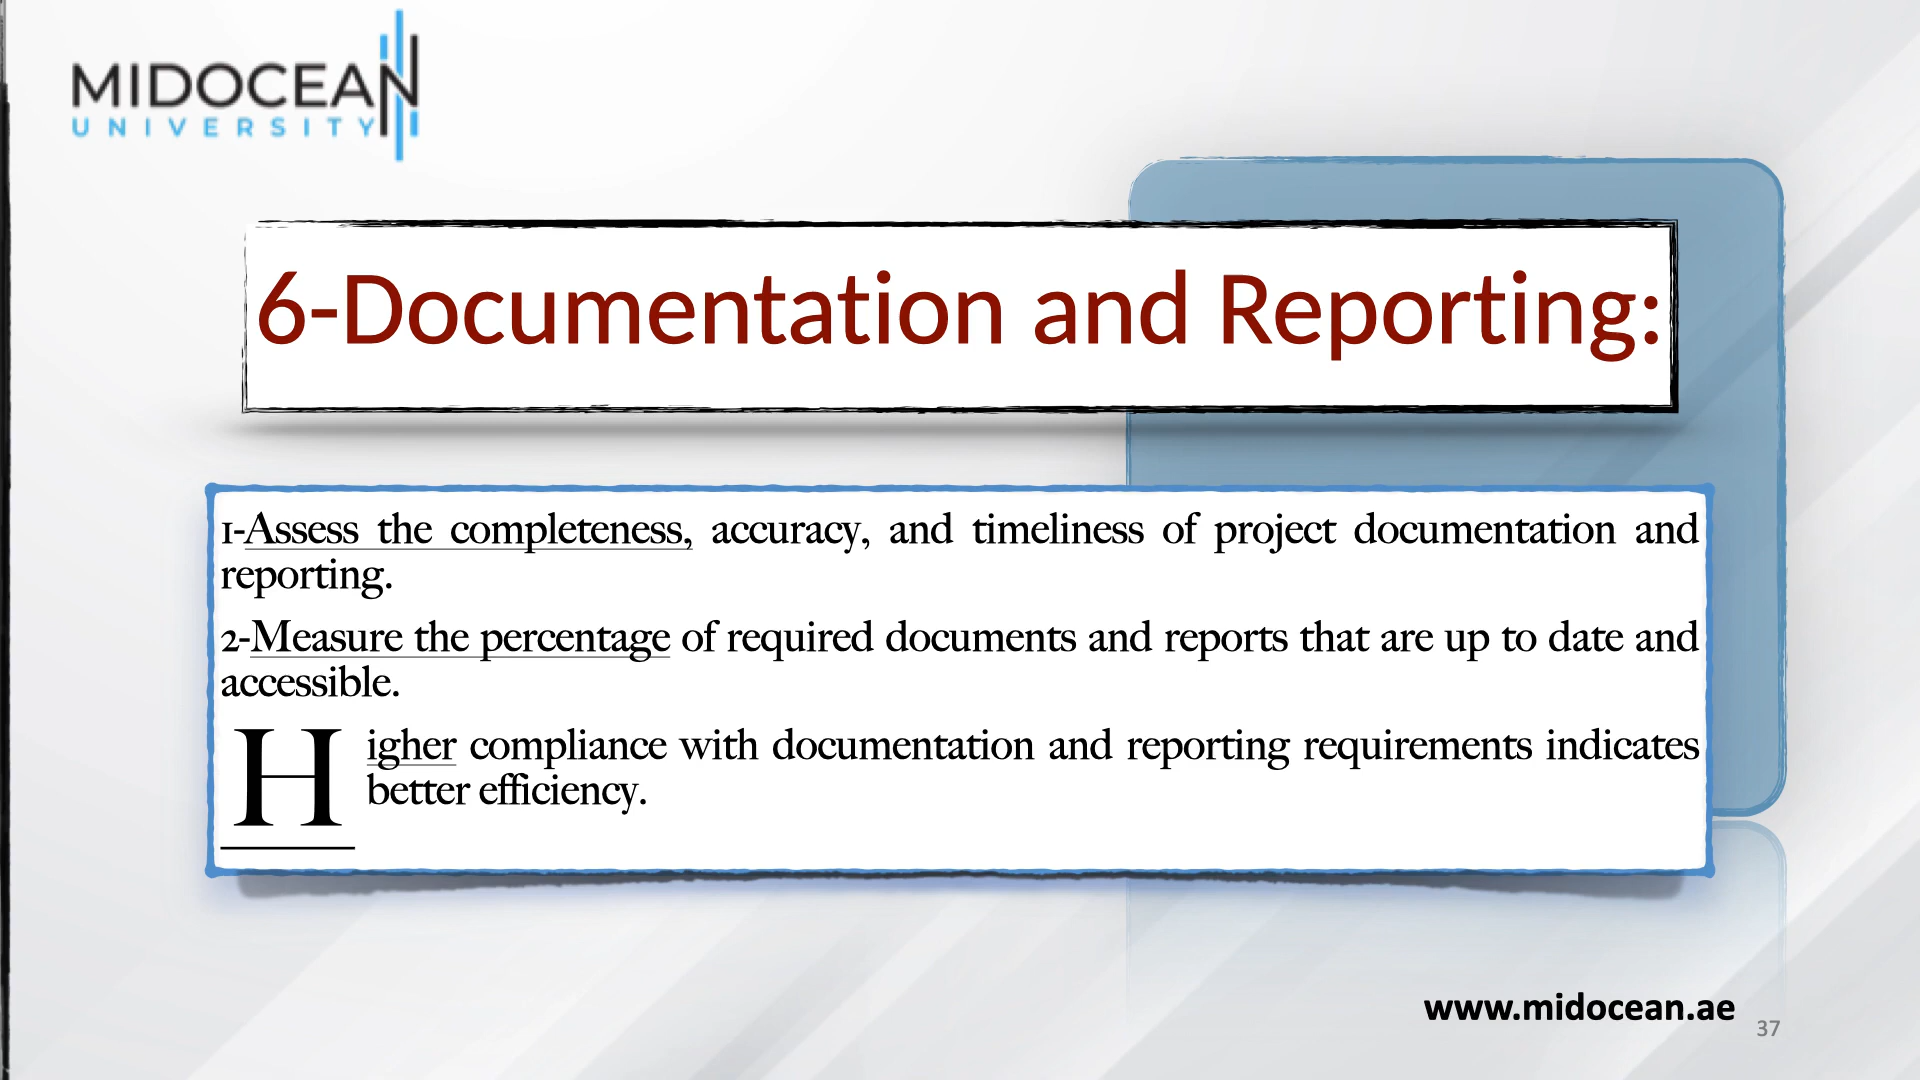 MIDOCEAN
UNIVERSITY
6-Documentation and Reporting:
1-Assess the completeness, accuracy, and timeliness of project documentation and
reporting.
2-Measure the percentage of required documents and reports that are up to date and
accessible.
Higher compliance with documentation and reporting requirements indicates
better efficiency.
www.midocean.ae
37